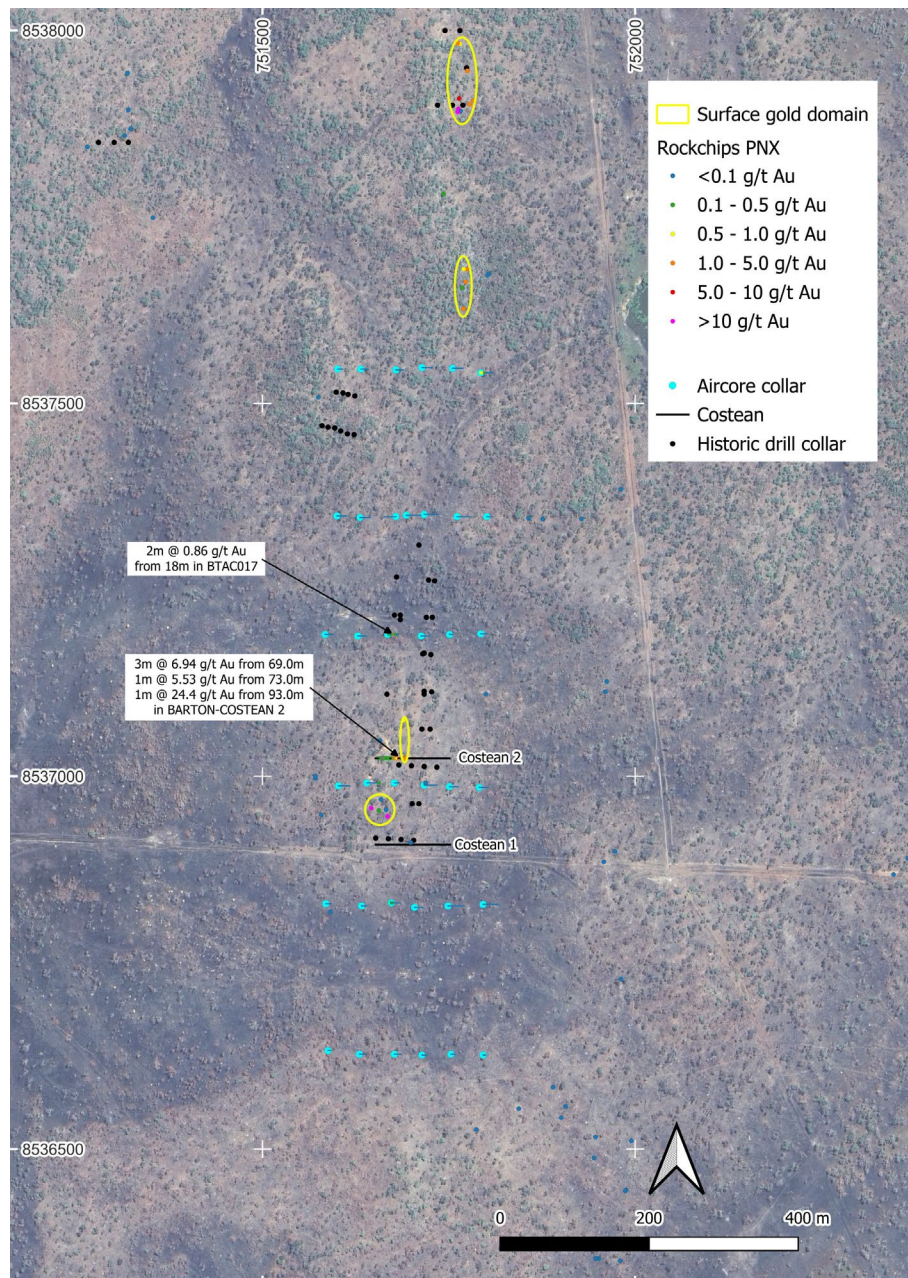 8538000
751500
752000
Surface gold domain
Rockchips PNX
<0.1 g/t Au
0.1 - 0.5 g/t Au
0.5 - 1.0 g/t Au
1.0 - 5.0 g/t Au
5.0 - 10 g/t Au
>10 g/t Au
Aircore collar
Costean
Historic drill collar
8537500
2m @ 0.86 g/t Au
from 18m in BTAC017
3m @ 6.94 g/t Au from 69.0m
1m @ 5.53 g/t Au from 73.0m
1m @ 24.4 g/t Au from 93.0m
in BARTON-COSTEAN 2
Costean 2
8537000
Costean 1
8536500
0 200 400 m